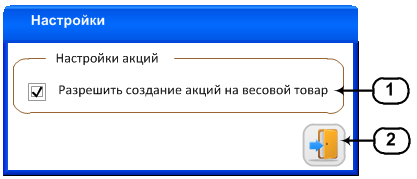 Настройки
Настройки акций
Разрешить создание акций на весовой товар
1
2